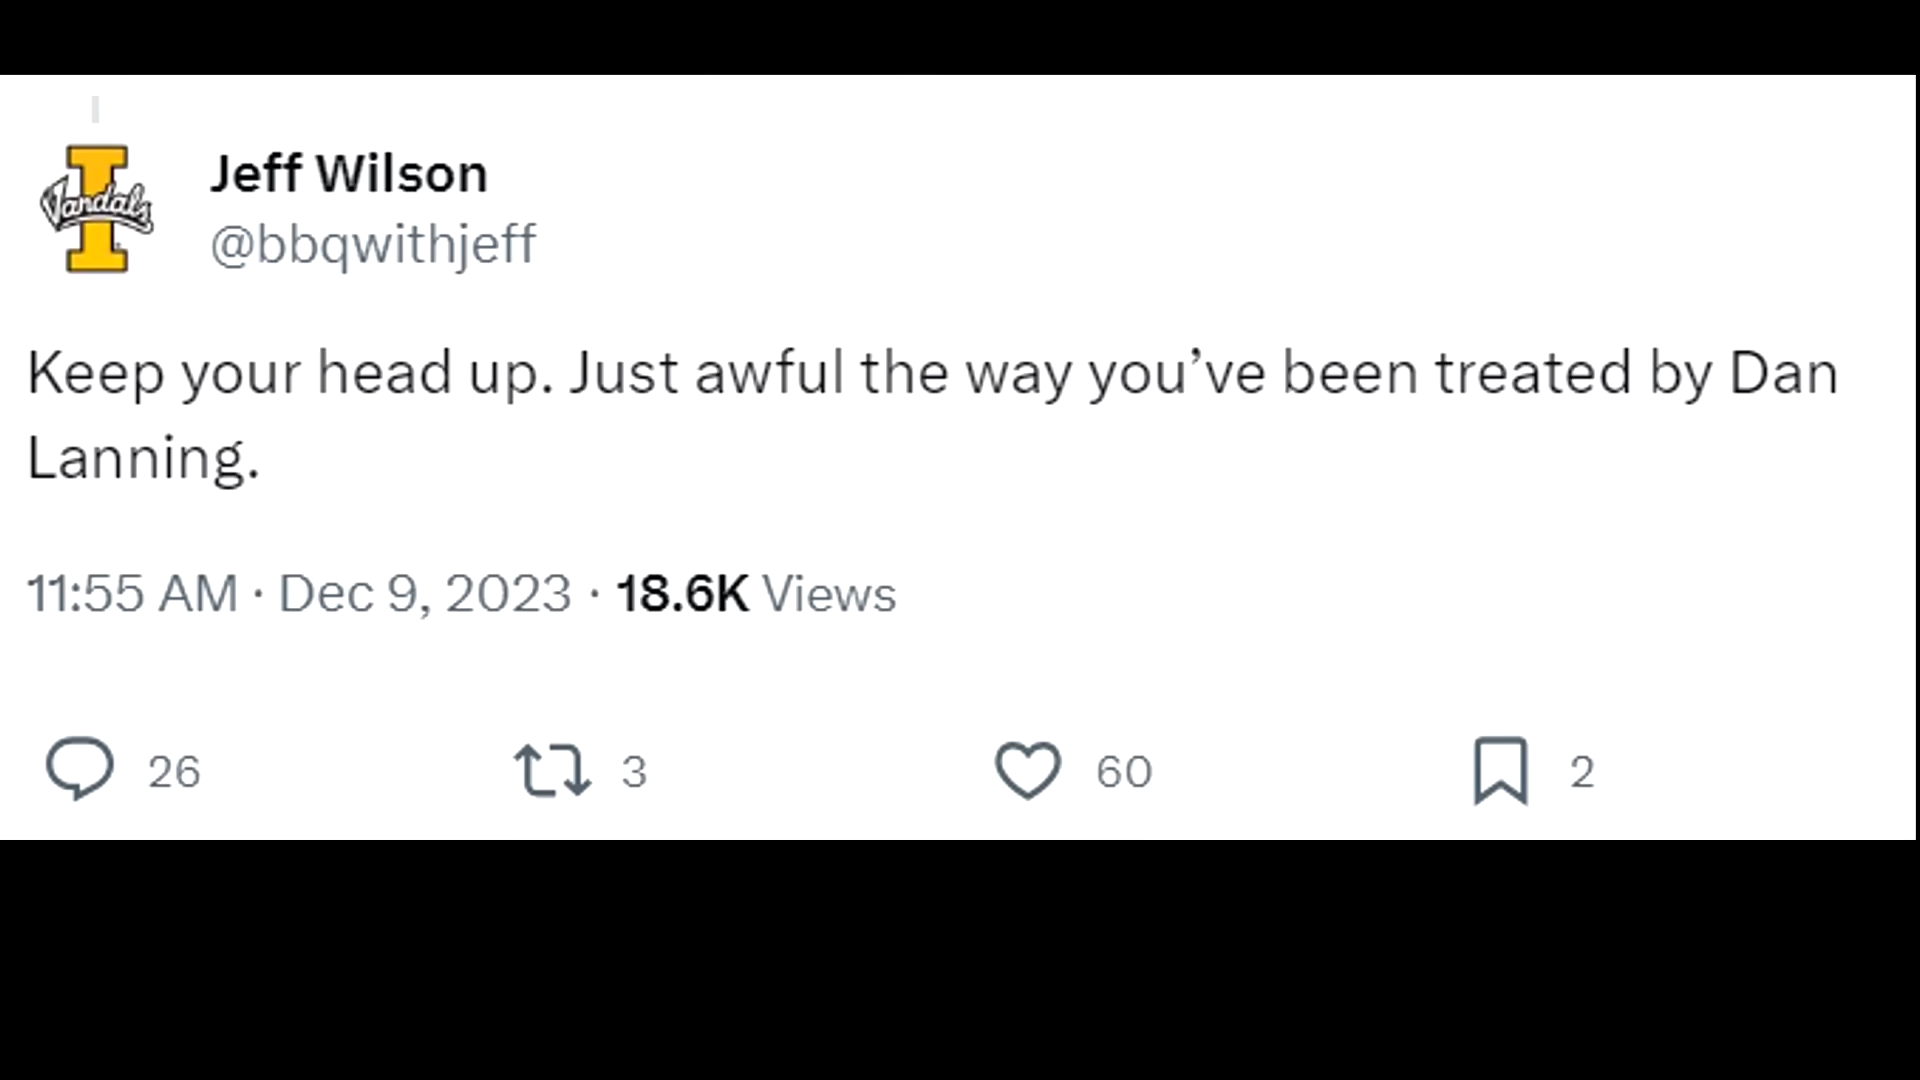 Vandals
Jeff Wilson
@bbqwithjeff
Keep your head up. Just awful the way you’ve been treated by Dan
Lanning.
11:55 AM · Dec 9, 2023 · 18.6K Views
26 3 60 2